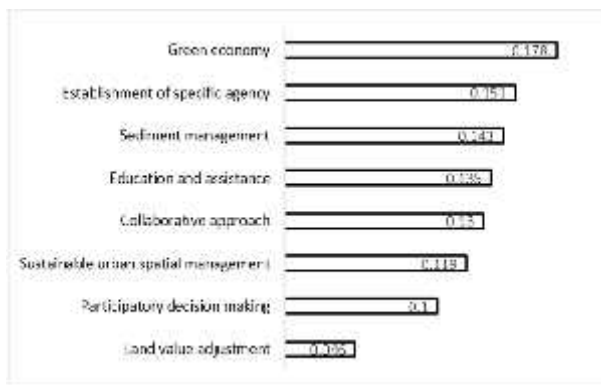 Green economy 0.178
Establishment of specific agency 0.151
Sediment management 0.143
Education and assistance 0.135
Collaborative approach 0.13
Sustainable urban spatial management 0.119
Participatory decision making 0.1
Land value adjustment 0.046